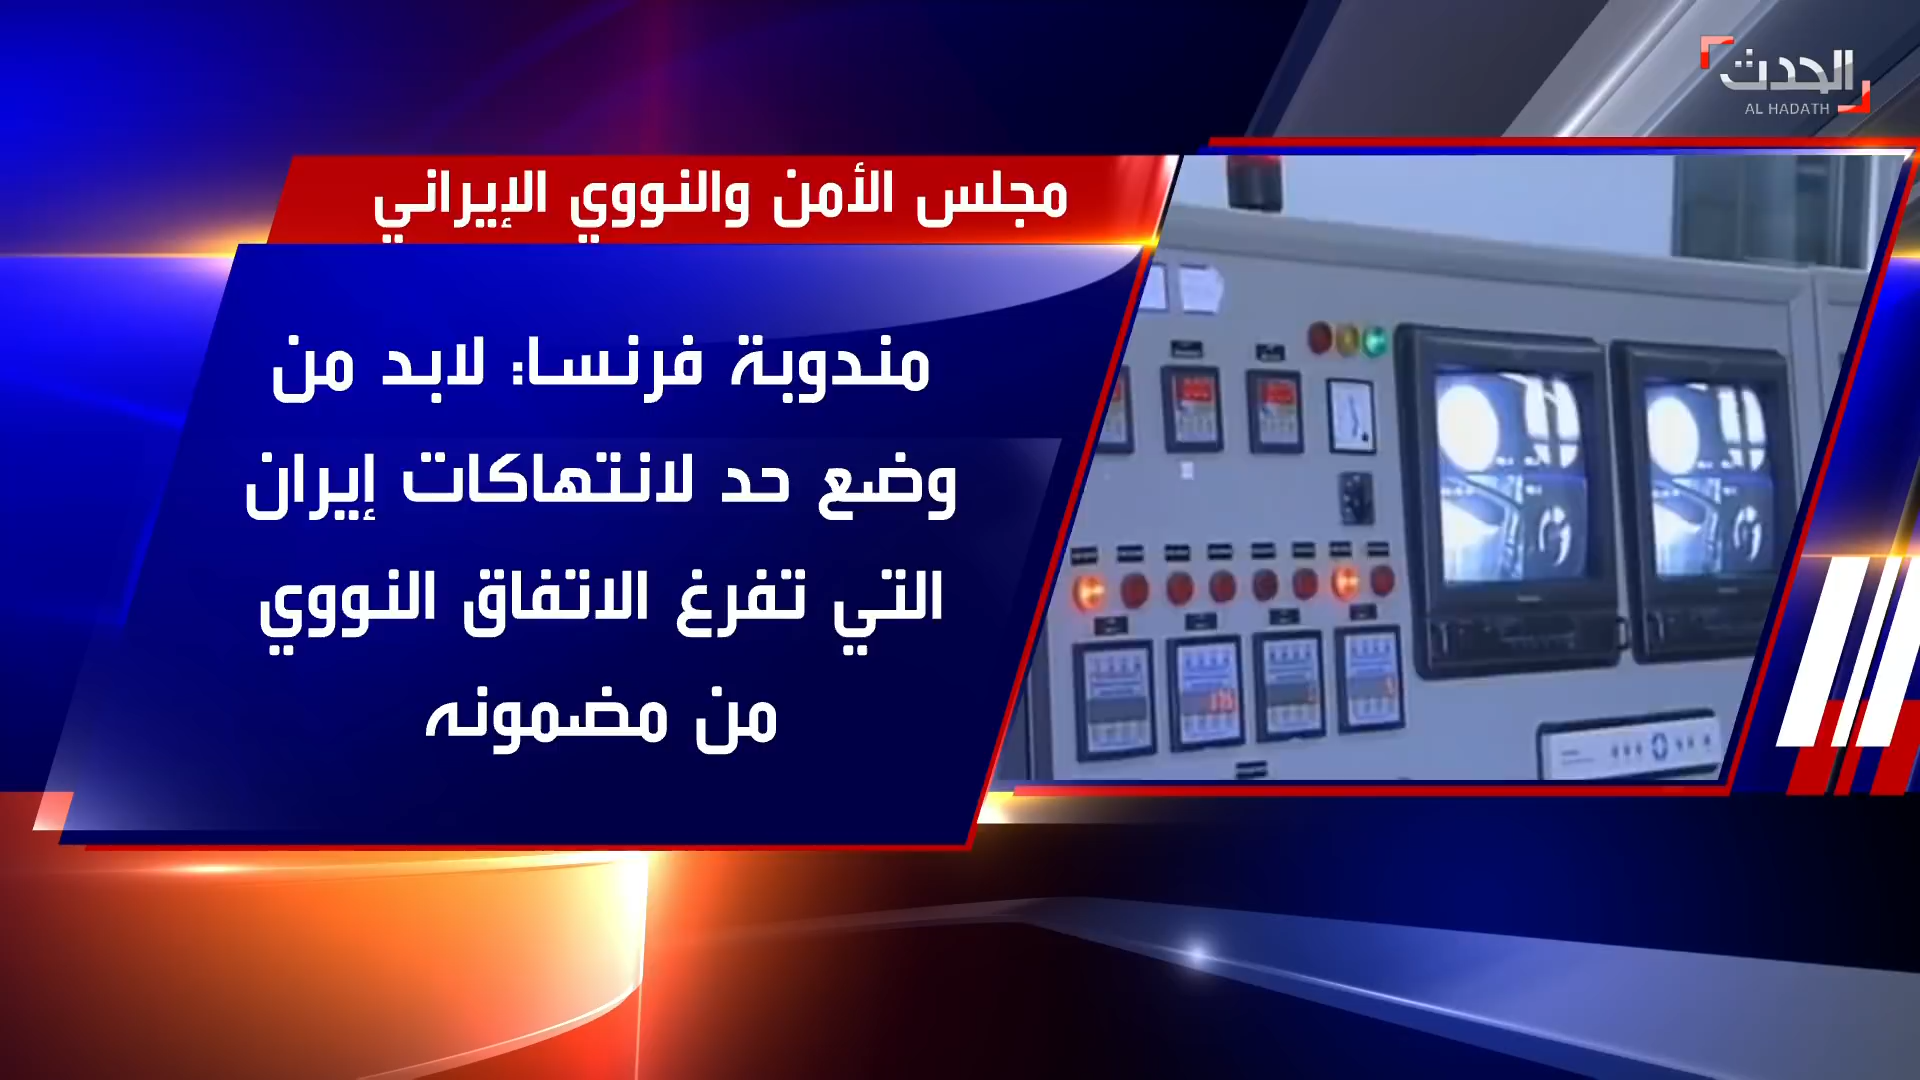 الحدث
AL HADATH
مجلس الأمن والنووي الإيراني
مندوبة فرنسا: لابد من
وضع حد لانتهاكات إيران
التي تفرغ الاتفاق النووي
من مضمونه